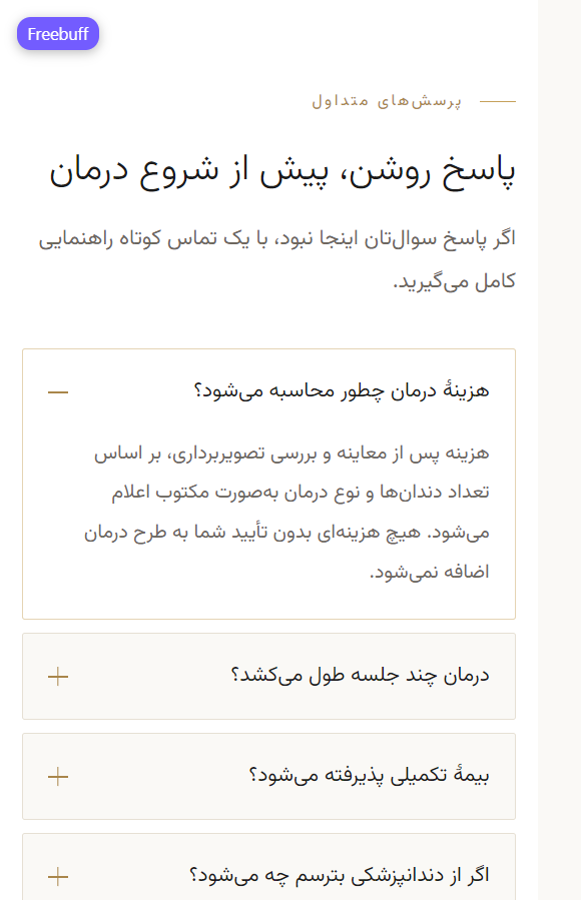 Freebuff
پرسش‌های متداول
پاسخ روشن، پیش از شروع درمان
اگر پاسخ سوال‌تان اینجا نبود، با یک تماس کوتاه راهنمایی
کامل می‌گیرید.
هزینهٔ درمان چطور محاسبه می‌شود؟
هزینه پس از معاینه و بررسی تصویربرداری، بر اساس
تعداد دندان‌ها و نوع درمان به‌صورت مکتوب اعلام
می‌شود. هیچ هزینه‌ای بدون تأیید شما به طرح درمان
اضافه نمی‌شود.
درمان چند جلسه طول می‌کشد؟
بیمهٔ تکمیلی پذیرفته می‌شود؟
اگر از دندانپزشکی بترسم چه می‌شود؟